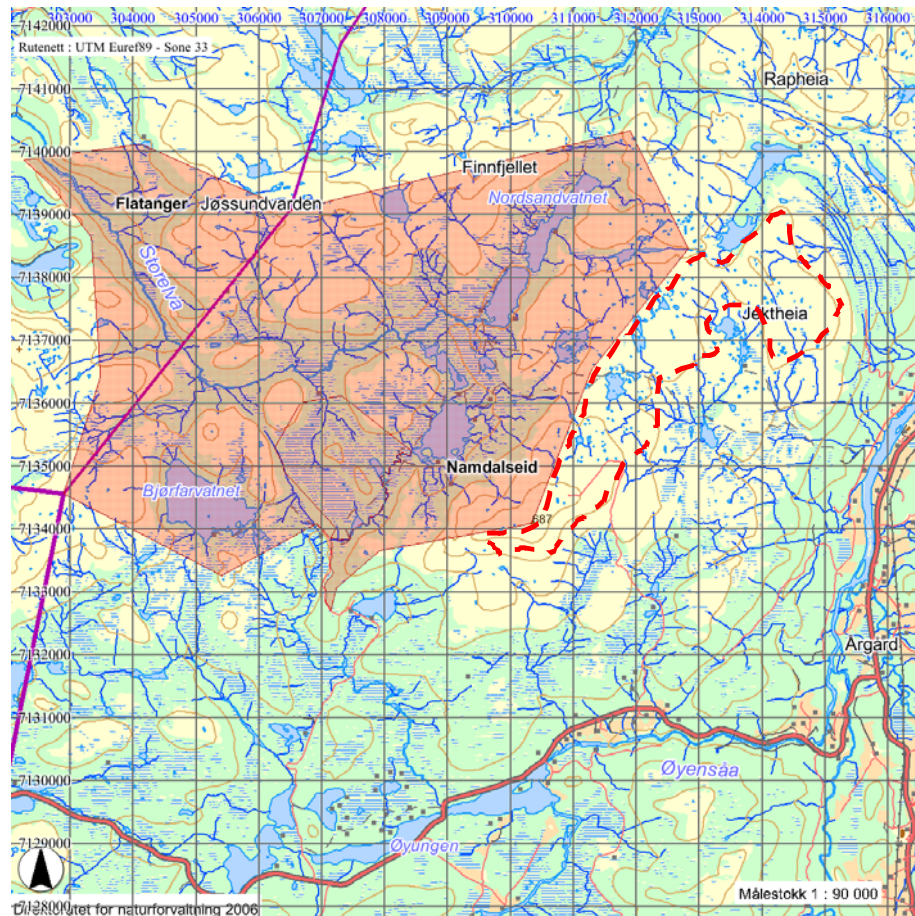 303000 304000 305000 306000 307000 308000 309000 310000 311000 312000 313000 314000 315000 316000
7142000
Rutenett : UTM Euref89 - Sone 33
Rapheia
7141000
7140000
Finnfjellet
Nordsandvatnet
Flatanger
Jøssundvarden
7139000
Storelva
7138000
Jektheia
7137000
7136000
7135000
Namdalseid
Bjørfarvatnet
687
7134000
7133000
7132000
Årgård
7131000
Øyensåa
7130000
7129000
Øyungen
Målestokk 1 : 90 000
7128000
Direktoratet for naturforvaltning 2006